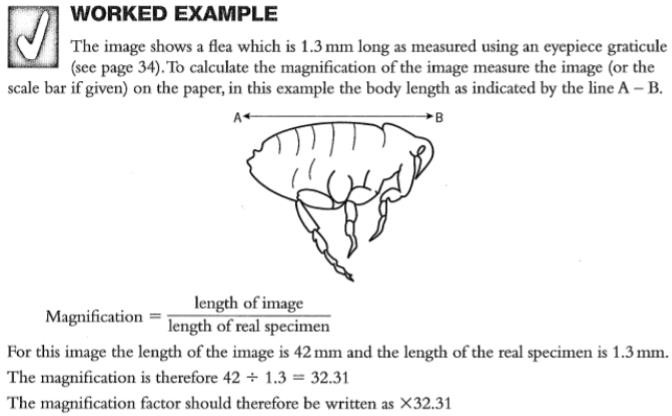 WORKED EXAMPLE
The image shows a flea which is 1.3 mm long as measured using an eyepiece graticule
(see page 34). To calculate the magnification of the image measure the image (or the
scale bar if given) on the paper, in this example the body length as indicated by the line A – B.
A B
Magnification = length of image
length of real specimen
For this image the length of the image is 42 mm and the length of the real specimen is 1.3 mm.
The magnification is therefore 42 ÷ 1.3 = 32.31
The magnification factor should therefore be written as ×32.31